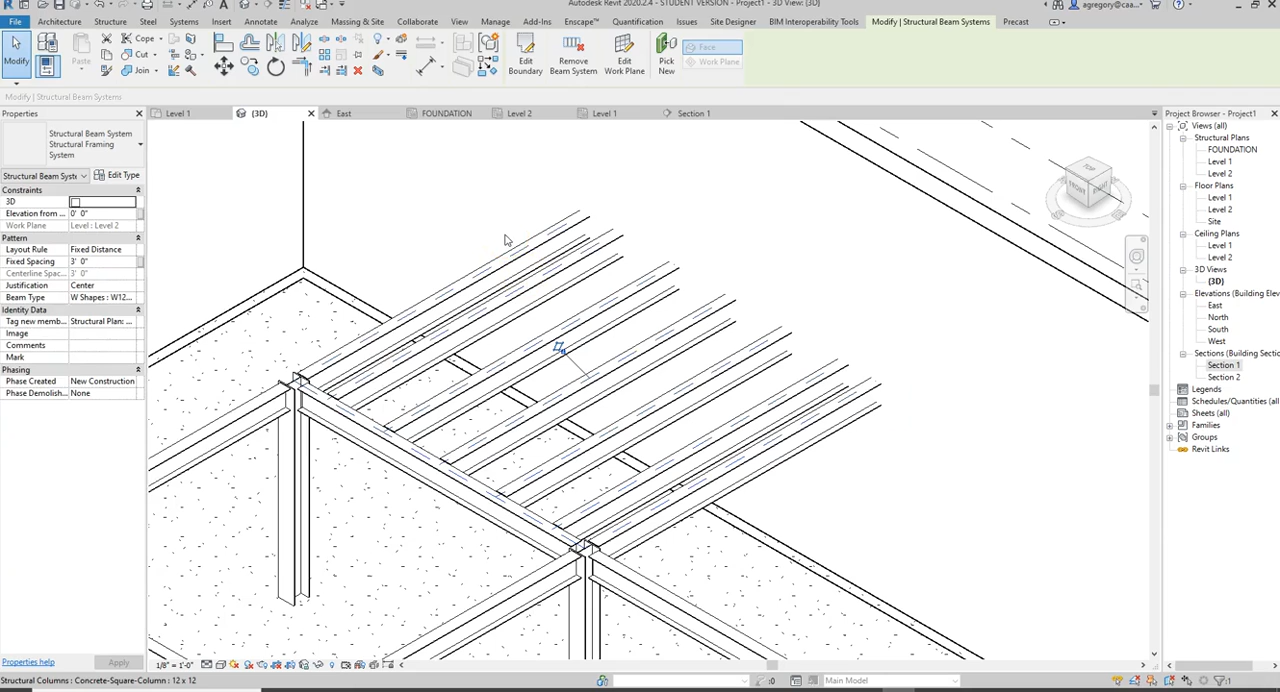 Autodesk Revit 2020.2.4 - STUDENT VERSION - Project1 - 3D View: {3D}
agregory@caa...
File Architecture Structure Steel Systems Insert Annotate Analyze Massing & Site Collaborate View Manage Add-Ins Enscape™ Quantification Issues Site Designer BIM Interoperability Tools Modify | Structural Beam Systems Precast
Modify
Paste
Cope
Cut
Join
Edit Boundary
Remove Beam System
Edit Work Plane
Pick New
Face
Work Plane
Modify | Structural Beam Systems
Properties
Level 1 {3D} East FOUNDATION Level 2 Level 1 Section 1
Structural Beam System
Structural Framing System
Structural Beam Syste Edit Type
Constraints
3D
Elevation from ... 0' 0"
Work Plane Level : Level 2
Pattern
Layout Rule Fixed Distance
Fixed Spacing 3' 0"
Centerline Spac... 3' 0"
Justification Center
Beam Type W Shapes : W12...
Identity Data
Tag new memb... Structural Plan: ...
Image
Comments
Mark
Phasing
Phase Created New Construction
Phase Demolish... None
Properties help Apply
TOP
FRONT
RIGHT
Project Browser - Project1
Views (all)
Structural Plans
FOUNDATION
Level 1
Level 2
Floor Plans
Level 1
Level 2
Site
Ceiling Plans
Level 1
Level 2
3D Views
{3D}
Elevations (Building Elev
East
North
South
West
Sections (Building Sectio
Section 1
Section 2
Legends
Schedules/Quantities (all)
Sheets (all)
Families
Groups
Revit Links
1/8" = 1'-0"
Structural Columns : Concrete-Square-Column : 12 x 12
:0
Main Model
:1